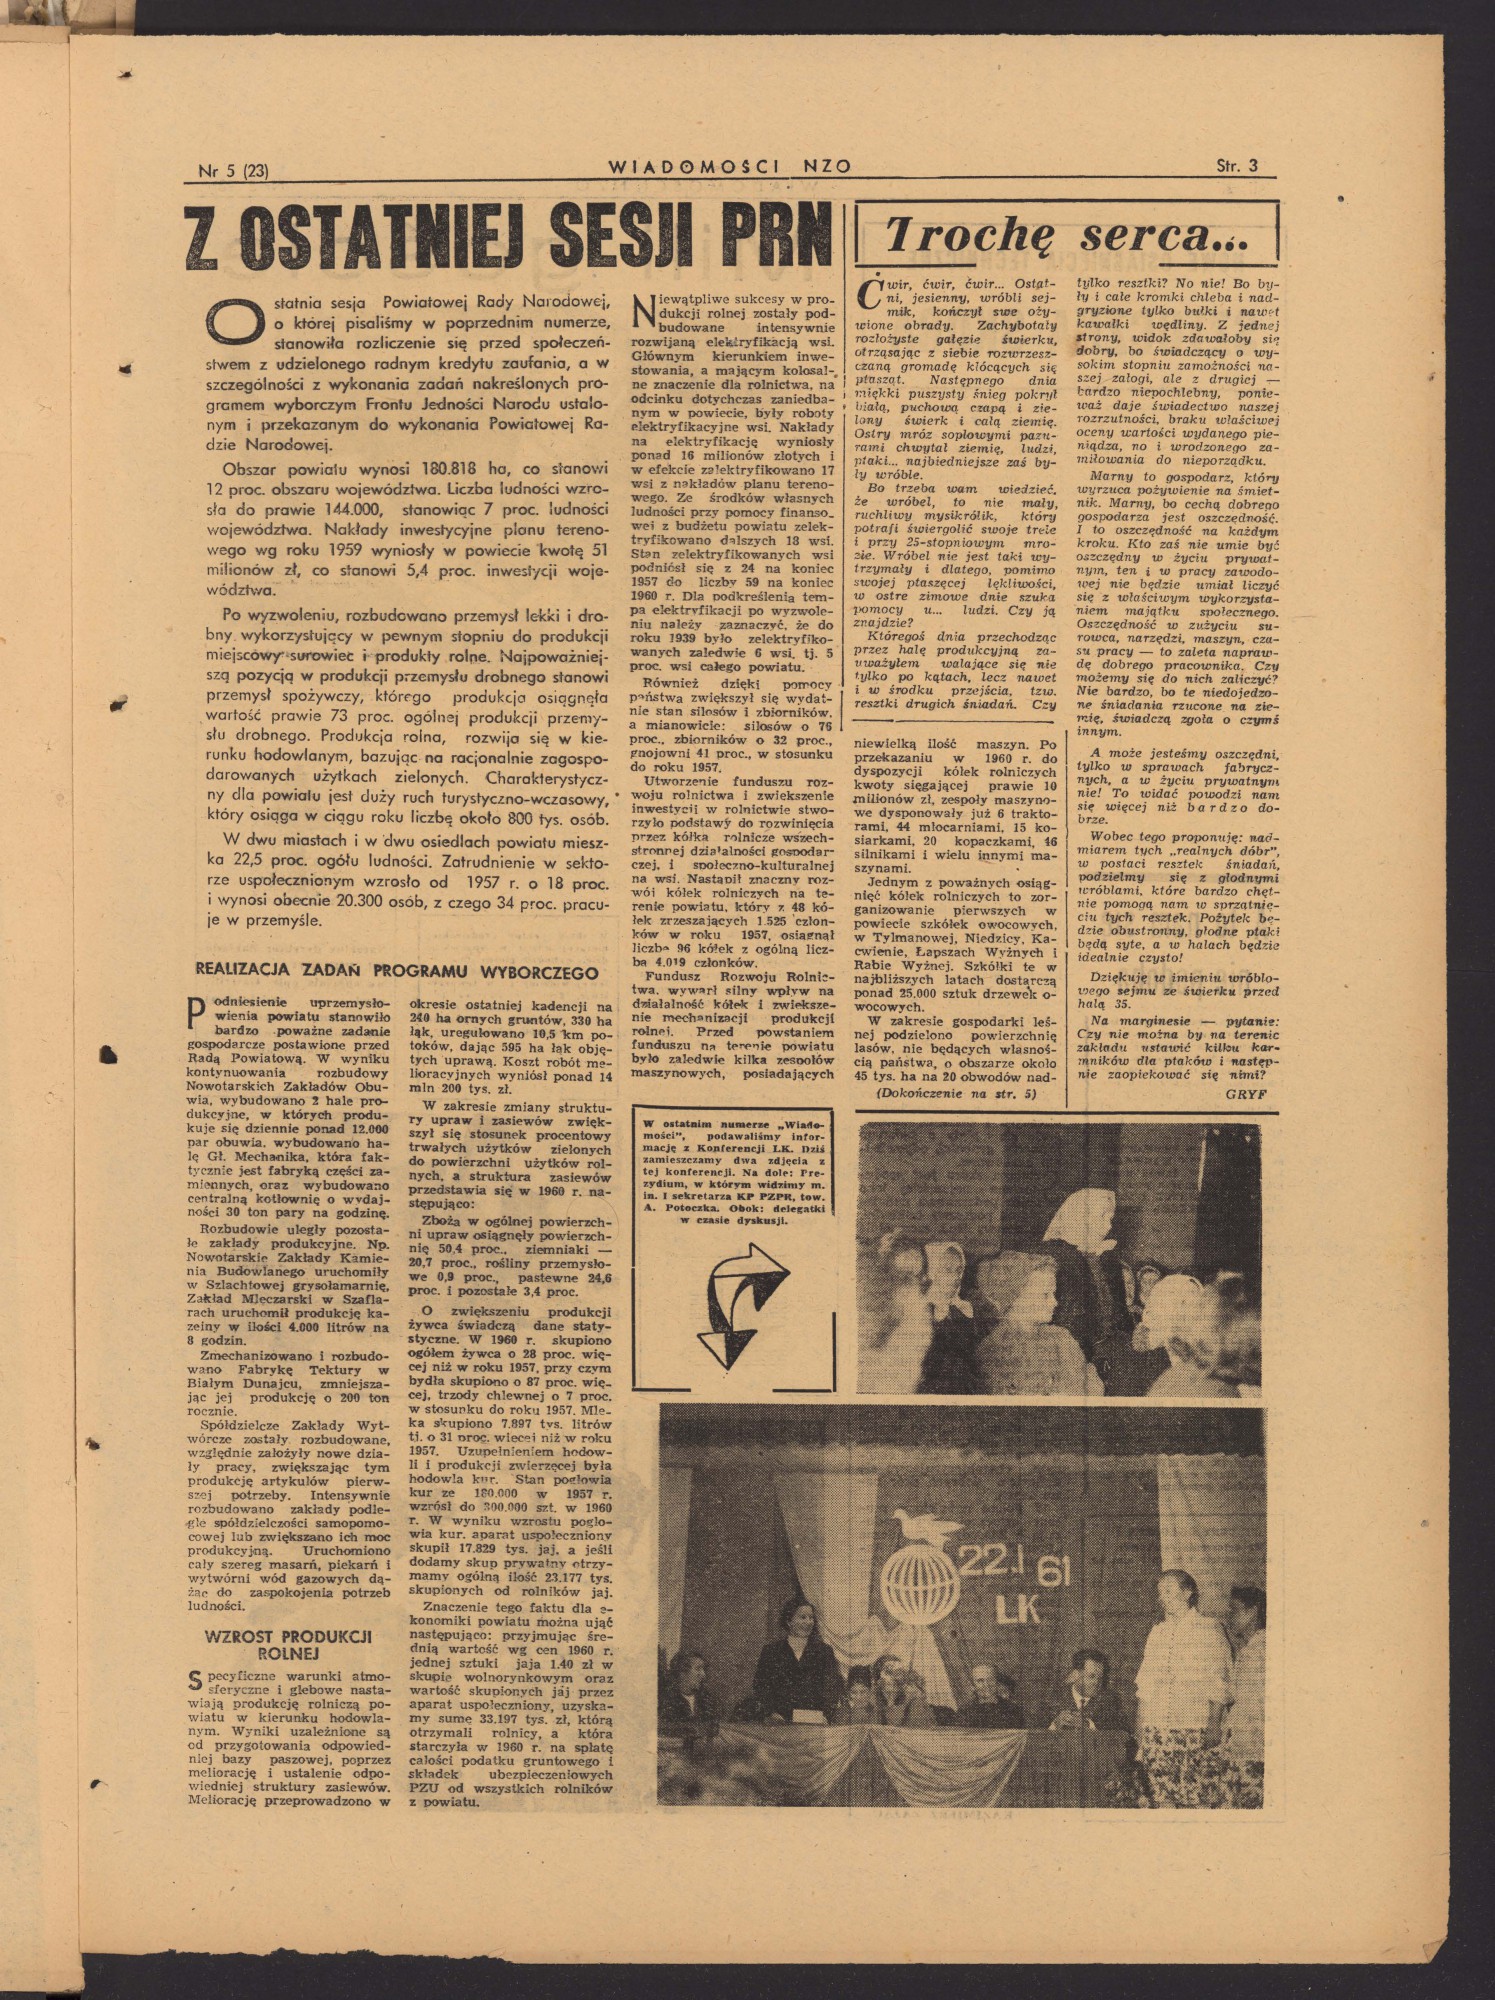 Nr 5 (23)
WIADOMOŚCI NZO
Str. 3
Z OSTATNIEJ SESJI PRN
Ostatnia sesja Powiatowej Rady Narodowej,
o której pisaliśmy w poprzednim numerze,
stanowiła rozliczenie się przed społeczeń-
stwem z udzielonego radnym kredytu zaufania, a w
szczególności z wykonania zadań nakreślonych pro-
gramem wyborczym Frontu Jedności Narodu ustalo-
nym i przekazanym do wykonania Powiatowej Ra-
dzie Narodowej.
Obszar powiatu wynosi 180.818 ha, co stanowi
12 proc. obszaru województwa. Liczba ludności wzro-
sła do prawie 144.000, stanowiąc 7 proc. ludności
województwa. Nakłady inwestycyjne planu tereno-
wego wg roku 1959 wyniosły w powiecie kwotę 51
milionów zł, co stanowi 5,4 proc. inwestycji woje-
wództwa.
Po wyzwoleniu, rozbudowano przemysł lekki i dro-
bny wykorzystujący w pewnym stopniu do produkcji
miejscowy surowiec i produkty rolne. Najpoważniej-
szą pozycją w produkcji przemysłu drobnego stanowi
przemysł spożywczy, którego produkcja osiągnęła
wartość prawie 73 proc. ogólnej produkcji przemy-
słu drobnego. Produkcja rolna, rozwija się w kie-
runku hodowlanym, bazując na racjonalnie zagospo-
darowanych użytkach zielonych. Charakterystycz-
ny dla powiatu jest duży ruch turystyczno-wczasowy,
który osiąga w ciągu roku liczbę około 800 tys. osób.
W dwu miastach i w dwu osiedlach powiatu miesz-
ka 22,5 proc. ogółu ludności. Zatrudnienie w sekto-
rze uspołecznionym wzrosło od 1957 r. o 18 proc.
i wynosi obecnie 20.300 osób, z czego 34 proc. pracu-
je w przemyśle.
REALIZACJA ZADAŃ PROGRAMU WYBORCZEGO
Podniesienie uprzemysło-
wienia powiatu stanowiło
bardzo poważne zadanie
gospodarcze postawione przed
Radą Powiatową. W wyniku
kontynuowania rozbudowy
Nowotarskich Zakładów Obu-
wia, wybudowano 2 hale pro-
dukcyjne, w których produ-
kuje się dziennie ponad 12.000
par obuwia, wybudowano ha-
lę Gł. Mechanika, która fak-
tycznie jest fabryką części za-
miennych, oraz wybudowano
centralną kotłownię o wydaj-
ności 30 ton pary na godzinę.
Rozbudowie uległy pozosta-
łe zakłady produkcyjne. Np.
Nowotarskie Zakłady Kamie-
nia Budowlanego uruchomiły
w Szlachtowej grysołamarnię,
Zakład Mleczarski w Szafla-
rach uruchomił produkcję ka-
zeiny w ilości 4.000 litrów na
8 godzin.
Zmechanizowano i rozbudo-
wano Fabrykę Tektury w
Białym Dunajcu, zmniejsza-
jąc jej produkcję o 200 ton
rocznie.
Spółdzielcze Zakłady Wyt-
wórcze zostały rozbudowane,
względnie założyły nowe dzia-
ły pracy, zwiększając tym
produkcję artykułów pierw-
szej potrzeby. Intensywnie
rozbudowano zakłady podle-
głe spółdzielczości samopomo-
cowej lub zwiększano ich moc
produkcyjną. Uruchomiono
cały szereg masarń, piekarń i
wytwórni wód gazowych dą-
żąc do zaspokojenia potrzeb
ludności.
WZROST PRODUKCJI
ROLNEJ
Specyficzne warunki atmo-
sferyczne i glebowe nasta-
wiają produkcję rolniczą po-
wiatu w kierunku hodowla-
nym. Wyniki uzależnione są
od przygotowania odpowied-
niej bazy paszowej, poprzez
meliorację i ustalenie odpo-
wiedniej struktury zasiewów.
Meliorację przeprowadzono w
okresie ostatniej kadencji na
240 ha ornych gruntów, 330 ha
łąk, uregulowano 10,5 km po-
toków, dając 595 ha łąk obję-
tych uprawą. Koszt robót me-
lioracyjnych wyniósł ponad 14
mln 200 tys. zł.
W zakresie zmiany struktu-
ry upraw i zasiewów zwięk-
szył się stosunek procentowy
trwałych użytków zielonych
do powierzchni użytków rol-
nych, a struktura zasiewów
przedstawia się w 1960 r. na-
stępująco:
Zboża w ogólnej powierzch-
ni upraw osiągnęły powierzch-
nię 50,4 proc., ziemniaki —
20,7 proc., rośliny przemysło-
we 0,9 proc., pastewne 24,6
proc. i pozostałe 3,4 proc.
O zwiększeniu produkcji
żywca świadczą dane staty-
styczne. W 1960 r. skupiono
ogółem żywca o 28 proc. wię-
cej niż w roku 1957, przy czym
bydła skupiono o 87 proc. wię-
cej, trzody chlewnej o 7 proc.
w stosunku do roku 1957. Mle-
ka skupiono 7.897 tys. litrów
tj. o 31 proc. więcej niż w roku
1957. Uzupełnieniem hodow-
li i produkcji zwierzęcej była
hodowla kur. Stan pogłowia
kur ze 180.000 w 1957 r.
wzrósł do 300.000 szt. w 1960
r. W wyniku wzrostu pogło-
wia kur, aparat uspołeczniony
skupił 17.829 tys. jaj, a jeśli
dodamy skup prywatny otrzy-
mamy ogólną ilość 23.177 tys.
skupionych od rolników jaj.
Znaczenie tego faktu dla e-
konomiki powiatu można ująć
następująco: przyjmując śre-
dnią wartość wg cen 1960 r.
jednej sztuki jaja 1.40 zł w
skupie wolnorynkowym oraz
wartość skupionych jaj przez
aparat uspołeczniony, uzyska-
my sumę 33.197 tys. zł, którą
otrzymali rolnicy, a która
starczyła w 1960 r. na spłatę
całości podatku gruntowego i
składek ubezpieczeniowych
PZU od wszystkich rolników
z powiatu.
Niewątpliwe sukcesy w pro-
dukcji rolnej zostały pod-
budowane intensywnie
rozwijaną elektryfikacją wsi.
Głównym kierunkiem inwe-
stowania, a mającym kolosal-
ne znaczenie dla rolnictwa, na
odcinku dotychczas zaniedba-
nym w powiecie, były roboty
elektryfikacyjne wsi. Nakłady
na elektryfikację wyniosły
ponad 16 milionów złotych i
w efekcie zelektryfikowano 17
wsi z nakładów planu tereno-
wego. Ze środków własnych
ludności przy pomocy finanso-
wej z budżetu powiatu zelek-
tryfikowano dalszych 18 wsi.
Stan zelektryfikowanych wsi
podniósł się z 24 na koniec
1957 do liczby 59 na koniec
1960 r. Dla podkreślenia tem-
pa elektryfikacji po wyzwole-
niu należy zaznaczyć, że do
roku 1939 było zelektryfiko-
wanych zaledwie 6 wsi, tj. 5
proc. wsi całego powiatu.
Również dzięki pomocy
państwa zwiększył się wydat-
nie stan silosów i zbiorników,
a mianowicie: silosów o 76
proc., zbiorników o 32 proc.,
gnojowni 41 proc., w stosunku
do roku 1957.
Utworzenie funduszu roz-
woju rolnictwa i zwiększenie
inwestycji w rolnictwie stwo-
rzyło podstawy do rozwinięcia
przez kółka rolnicze wszech-
stronnej działalności gospodar-
czej, i społeczno-kulturalnej
na wsi. Nastąpił znaczny roz-
wój kółek rolniczych na te-
renie powiatu, który z 48 kó-
łek zrzeszających 1.525 człon-
ków w roku 1957, osiągnął
liczbę 96 kółek z ogólną licz-
bą 4.019 członków.
Fundusz Rozwoju Rolnic-
twa, wywarł silny wpływ na
działalność kółek i zwiększe-
nie mechanizacji produkcji
rolnej. Przed powstaniem
funduszu na terenie powiatu
było zaledwie kilka zespołów
maszynowych, posiadających
niewielką ilość maszyn. Po
przekazaniu w 1960 r. do
dyspozycji kółek rolniczych
kwoty sięgającej prawie 10
milionów zł, zespoły maszyno-
we dysponowały już 6 trakto-
rami, 44 młocarniami, 15 ko-
siarkami, 20 kopaczkami, 46
silnikami i wielu innymi ma-
szynami.
Jednym z poważnych osiąg-
nięć kółek rolniczych to zor-
ganizowanie pierwszych w
powiecie szkółek owocowych,
w Tylmanowej, Niedzicy, Ka-
cwienie, Łapszach Wyżnych i
Rabie Wyżnej. Szkółki te w
najbliższych latach dostarczą
ponad 25.000 sztuk drzewek o-
wocowych.
W zakresie gospodarki leś-
nej podzielono powierzchnię
lasów, nie będących własnoś-
cią państwa, o obszarze około
45 tys. ha na 20 obwodów nad-
(Dokończenie na str. 5)
Trochę serca...
Ćwir, ćwir, ćwir... Ostat-
ni, jesienny, wróbli sej-
mik, kończył swe oży-
wione obrady. Zachybotały
rozłożyste gałęzie świerku,
otrząsając z siebie rozwrzesz-
czaną gromadę kłócących się
ptasząt. Następnego dnia
miękki puszysty śnieg pokrył
białą, puchową czapą i zie-
lony świerk i całą ziemię.
Ostry mróz soplowymi pazu-
rami chwytał ziemię, ludzi,
ptaki... najbiedniejsze zaś by-
ły wróble.
Bo trzeba wam wiedzieć,
że wróbel, to nie mały,
ruchliwy mysikrólik, który
potrafi świergolić swoje trele
i przy 25-stopniowym mro-
zie. Wróbel nie jest taki wy-
trzymały i dlatego, pomimo
swojej ptaszęcej lękliwości,
w ostre zimowe dnie szuka
pomocy u... ludzi. Czy ją
znajdzie?
Któregoś dnia przechodząc
przez halę produkcyjną za-
uważyłem walające się nie
tylko po kątach, lecz nawet
i w środku przejścia, tzw.
resztki drugich śniadań. Czy
tylko resztki? No nie! Bo by-
ły i całe kromki chleba i nad-
gryzione tylko bułki i nawet
kawałki wędliny. Z jednej
strony, widok zdawałoby się
dobry, bo świadczący o wy-
sokim stopniu zamożności na-
szej załogi, ale z drugiej —
bardzo niepochlebny, ponie-
waż daje świadectwo naszej
rozrzutności, braku właściwej
oceny wartości wydanego pie-
niądza, no i wrodzonego za-
miłowania do nieporządku.
Marny to gospodarz, który
wyrzuca pożywienie na śmiet-
nik. Marny, bo cechą dobrego
gospodarza jest oszczędność.
I to oszczędność na każdym
kroku. Kto zaś nie umie być
oszczędny w życiu prywat-
nym, ten i w pracy zawodo-
wej nie będzie umiał liczyć
się z właściwym wykorzysta-
niem majątku społecznego.
Oszczędność w zużyciu su-
rowca, narzędzi, maszyn, cza-
su pracy — to zaleta napraw-
dę dobrego pracownika. Czy
możemy się do nich zaliczyć?
Nie bardzo, bo te niedojedzo-
ne śniadania rzucone na zie-
mię, świadczą zgoła o czymś
innym.
A może jesteśmy oszczędni,
tylko w sprawach fabrycz-
nych, a w życiu prywatnym
nie! To widać powodzi nam
się więcej niż bardzo do-
brze.
Wobec tego proponuję: nad-
miarem tych „realnych dóbr",
w postaci resztek śniadań,
podzielmy się z głodnymi
wróblami, które bardzo chęt-
nie pomogą nam w sprzątnię-
ciu tych resztek. Pożytek bę-
dzie obustronny, głodne ptaki
będą syte, a w halach będzie
idealnie czysto!
Dziękuję w imieniu wróblo-
wego sejmu ze świerku przed
halą 35.
Na marginesie — pytanie:
Czy nie można by na terenie
zakładu ustawić kilku kar-
mników dla ptaków i następ-
nie zaopiekować się nimi?
GRYF
W ostatnim numerze „Wiado-
mości", podawaliśmy infor-
mację z Konferencji LK. Dziś
zamieszczamy dwa zdjęcia z
tej konferencji. Na dole: Pre-
zydium, w którym widzimy m.
in. I sekretarza KP PZPR, tow.
A. Potoczka. Obok: delegatki
w czasie dyskusji.
22.I 61
LK